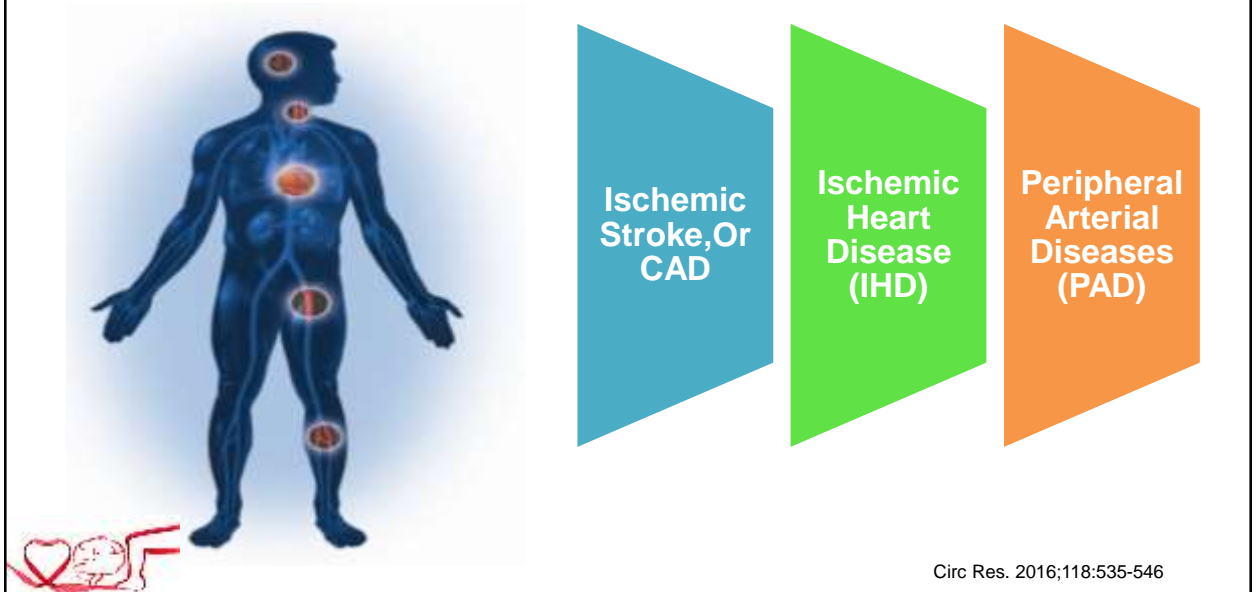 Ischemic
Stroke,Or
CAD
Ischemic
Heart
Disease
(IHD)
Peripheral
Arterial
Diseases
(PAD)
Circ Res. 2016;118:535-546